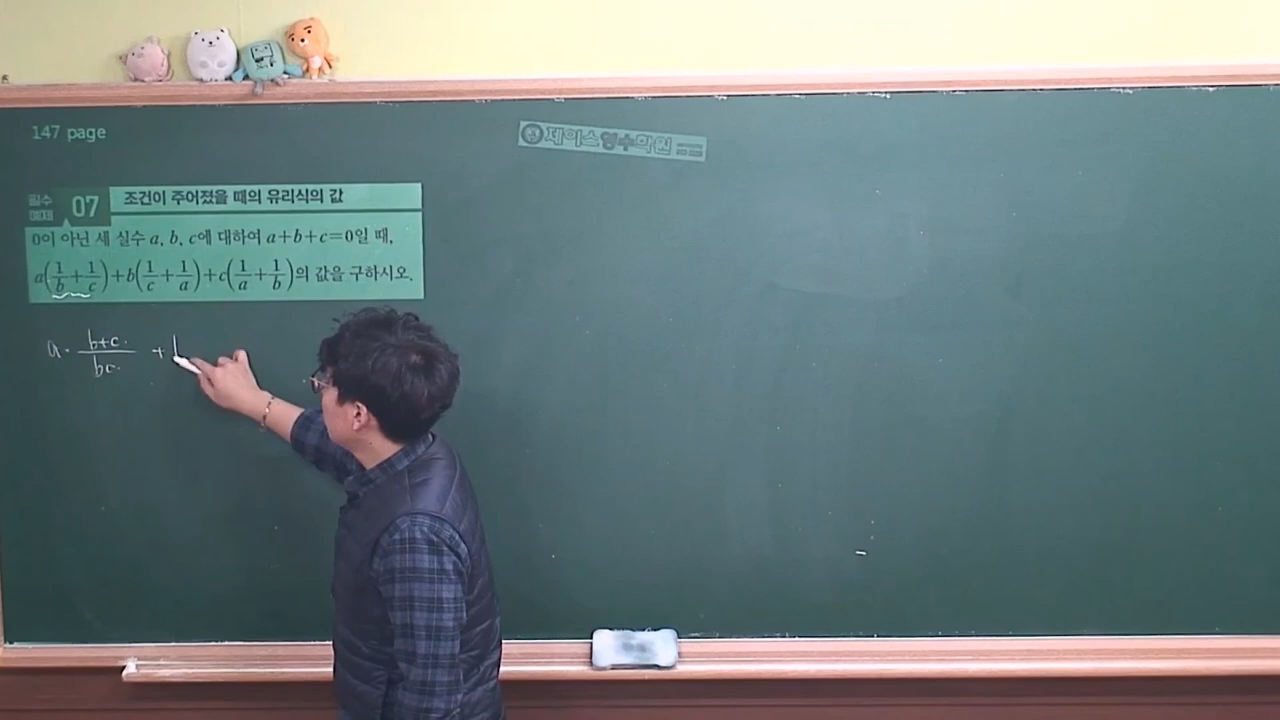 147 page
제이스영수학원
필수
예제 07 조건이 주어졌을 때의 유리식의 값
0이 아닌 세 실수 a, b, c에 대하여 a+b+c=0일 때,
a(1/b+1/c)+b(1/c+1/a)+c(1/a+1/b)의 값을 구하시오.
a· (b+c)/(bc) + b